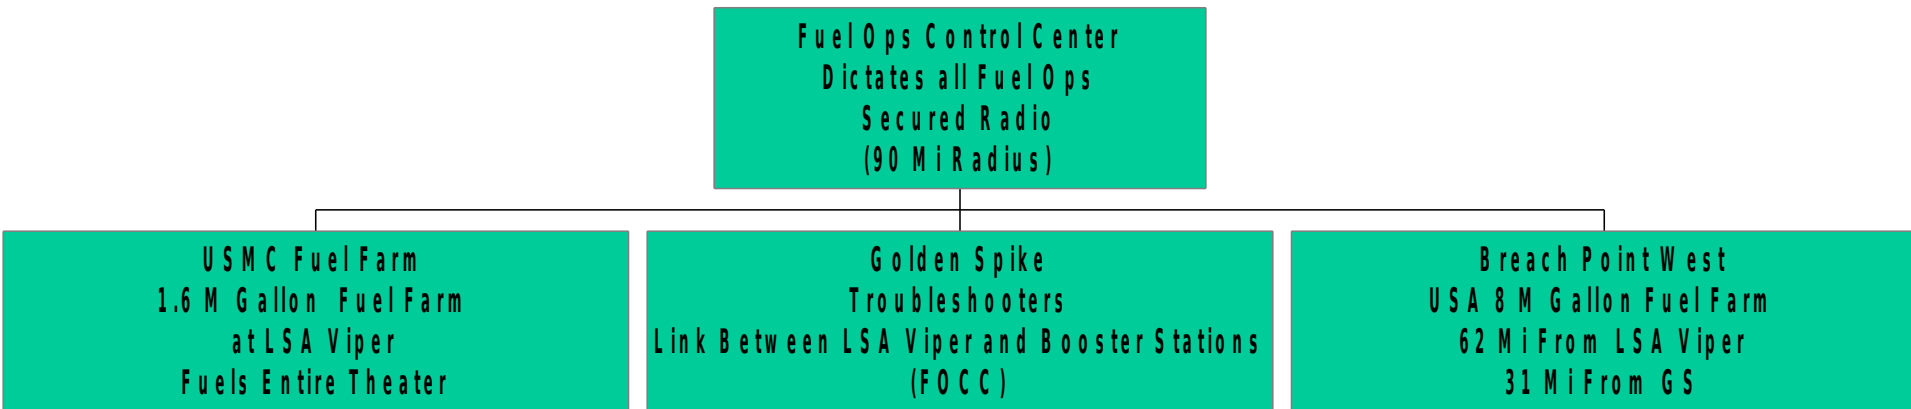 Fuel Ops Control Center
Dictates all Fuel Ops
Secured Radio
(90 Mi Radius)
USMC Fuel Farm
1.6 M Gallon Fuel Farm
at LSA Viper
Fuels Entire Theater
Golden Spike
Troubleshooters
Link Between LSA Viper and Booster Stations
(FOCC)
Breach Point West
USA 8 M Gallon Fuel Farm
62 Mi From LSA Viper
31 Mi From GS